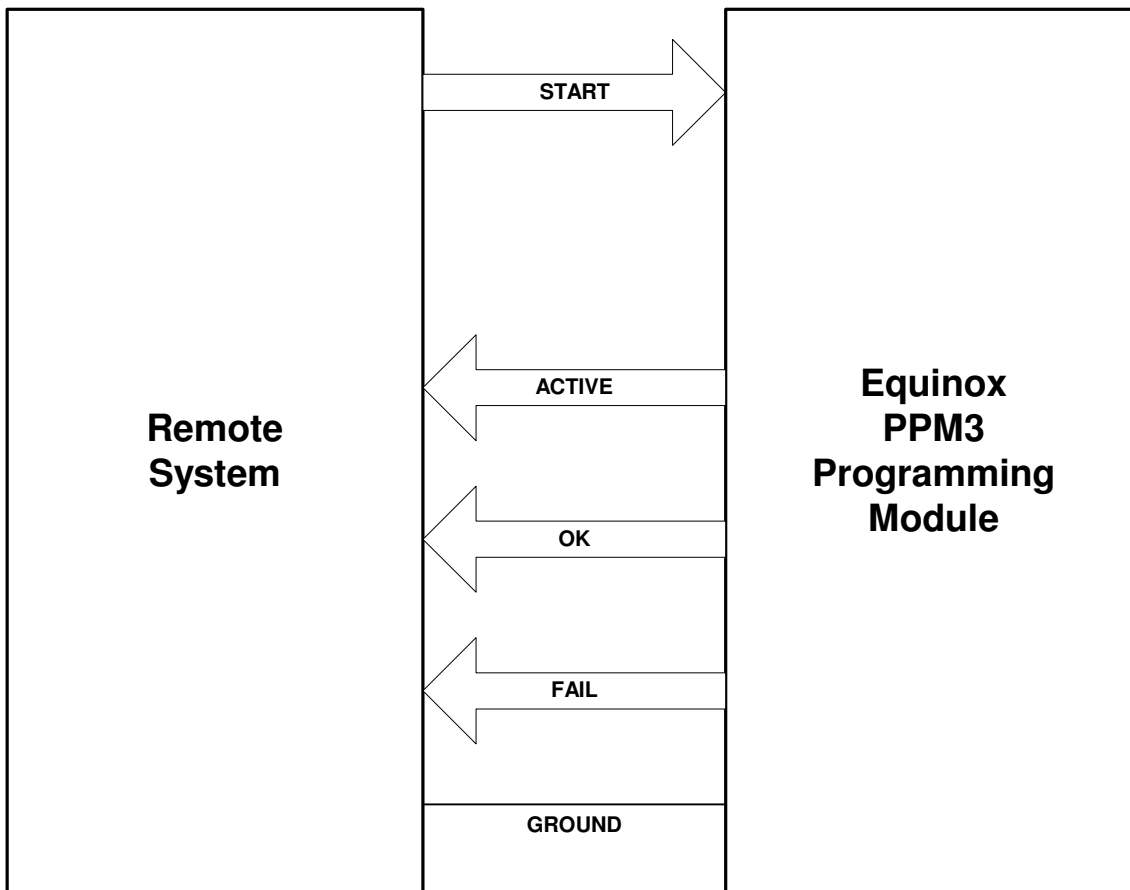 START
ACTIVE
Remote
System
Equinox
PPM3
Programming
Module
OK
FAIL
GROUND